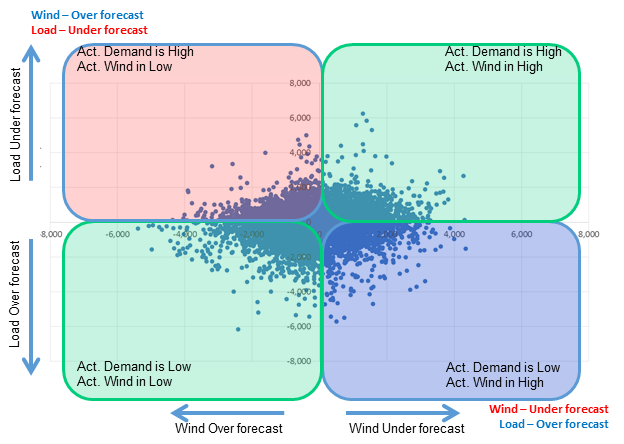 Wind – Over forecast
Load – Under forecast
Act. Demand is High
Act. Wind in Low
Act. Demand is High
Act. Wind in High
Load Under forecast
8,000
6,000
4,000
-8,000
-6,000
-4,000
-2,000
2,000
4,000
6,000
8,000
Load Over forecast
-2,000
-4,000
-6,000
-8,000
Act. Demand is Low
Act. Wind in Low
Act. Demand is Low
Act. Wind in High
Wind Over forecast
Wind Under forecast
Wind – Under forecast
Load – Over forecast